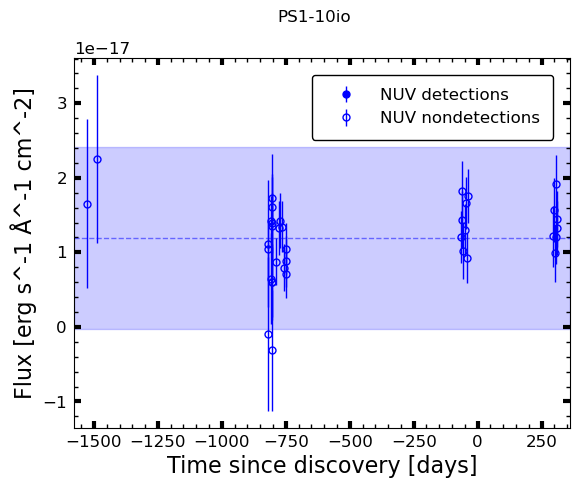 PS1-10io
1e−17
NUV detections
NUV nondetections
3
2
1
0
−1
Flux [erg s^-1 Å^-1 cm^-2]
−1500 −1250 −1000 −750 −500 −250 0 250
Time since discovery [days]